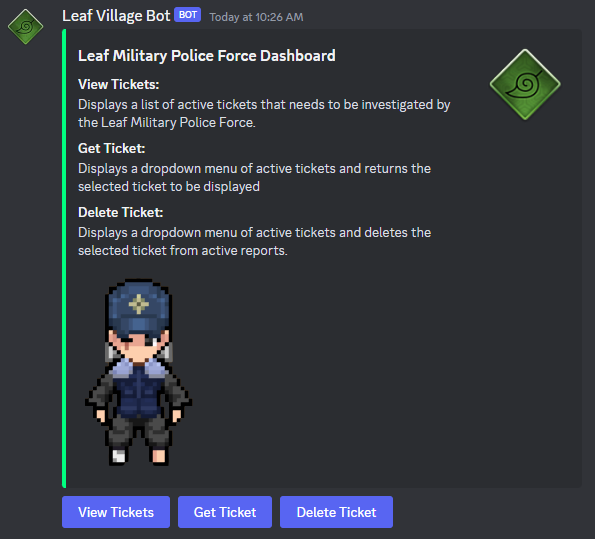 Leaf Village Bot BOT Today at 10:26 AM
Leaf Military Police Force Dashboard
View Tickets:
Displays a list of active tickets that needs to be investigated by
the Leaf Military Police Force.
Get Ticket:
Displays a dropdown menu of active tickets and returns the
selected ticket to be displayed
Delete Ticket:
Displays a dropdown menu of active tickets and deletes the
selected ticket from active reports.
View Tickets Get Ticket Delete Ticket